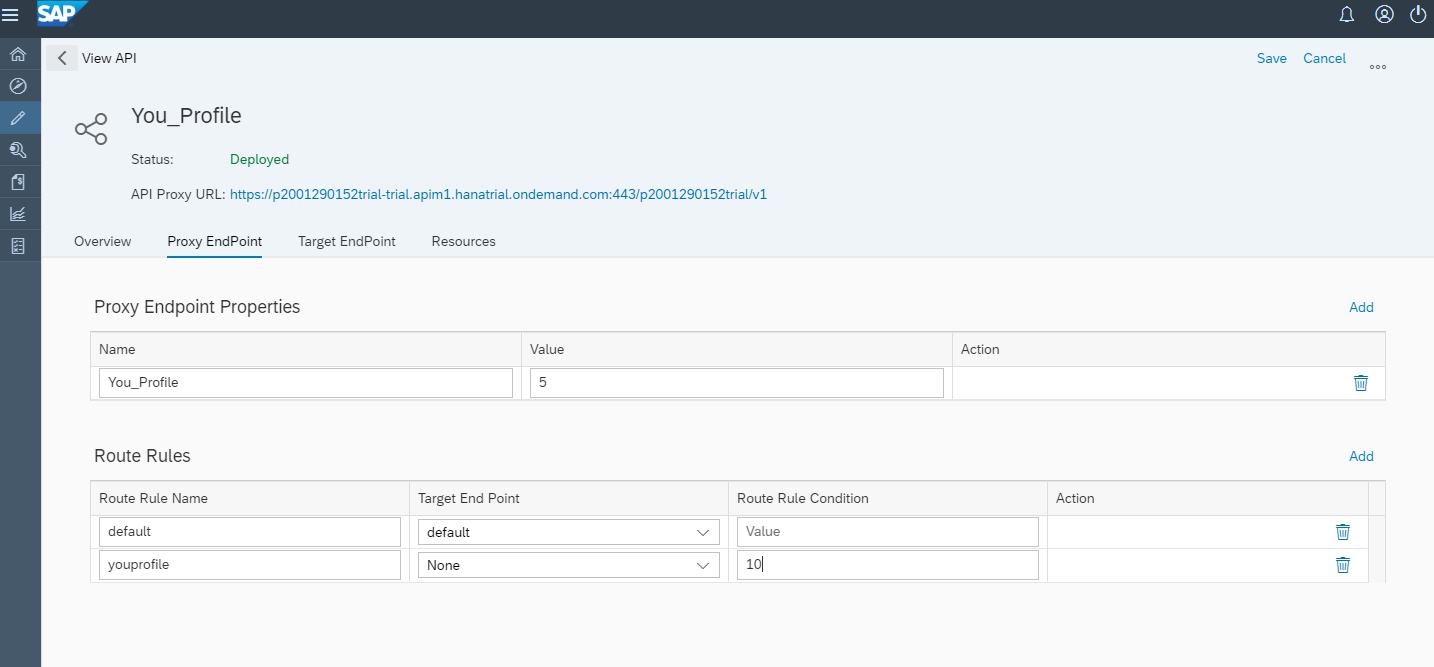 SAP
View API
Save Cancel
You_Profile
Status: Deployed
API Proxy URL: https://p2001290152trial-trial.apim1.hanatrial.ondemand.com:443/p2001290152trial/v1
Overview Proxy EndPoint Target EndPoint Resources
Proxy Endpoint Properties Add
Name Value Action
You_Profile 5
Route Rules Add
Route Rule Name Target End Point Route Rule Condition Action
default default Value
youprofile None 10